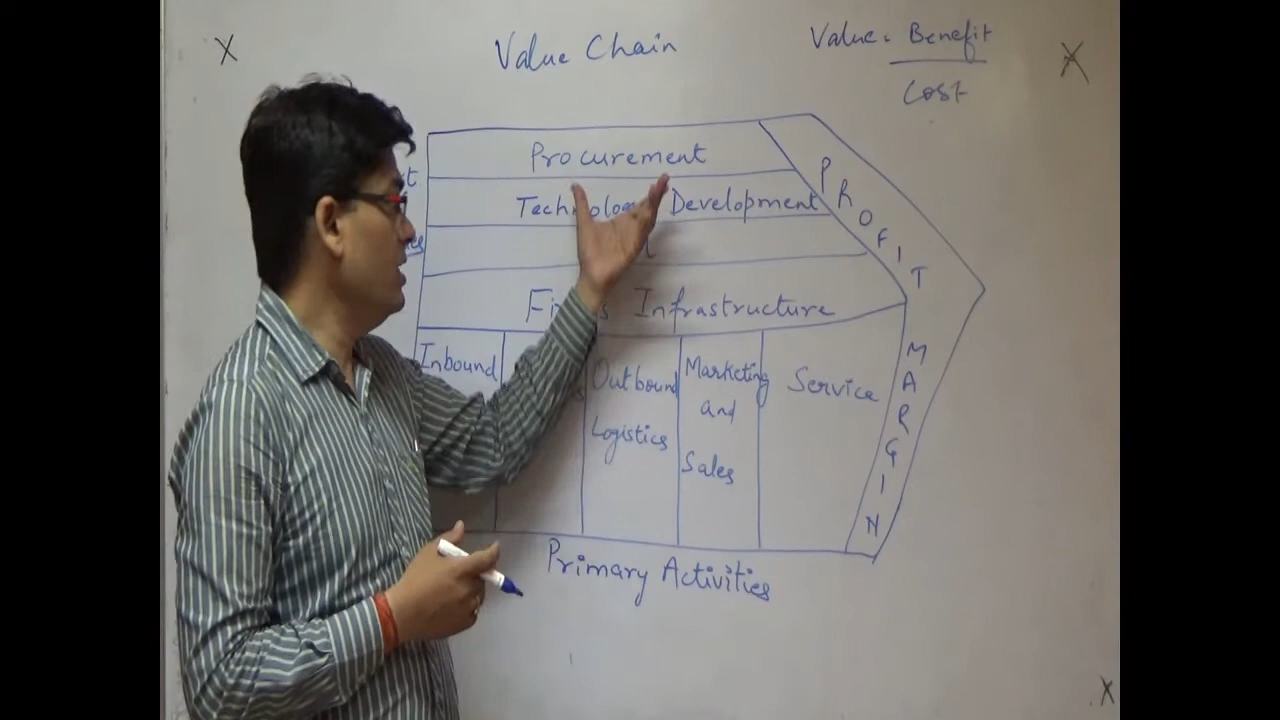 Value Chain
Value = Benefit
Cost
Procurement
Technology Development
Infrastructure
PROFIT MARGIN
Inbound
Outbound
Logistics
Marketing
and
Sales
Service
Primary Activities